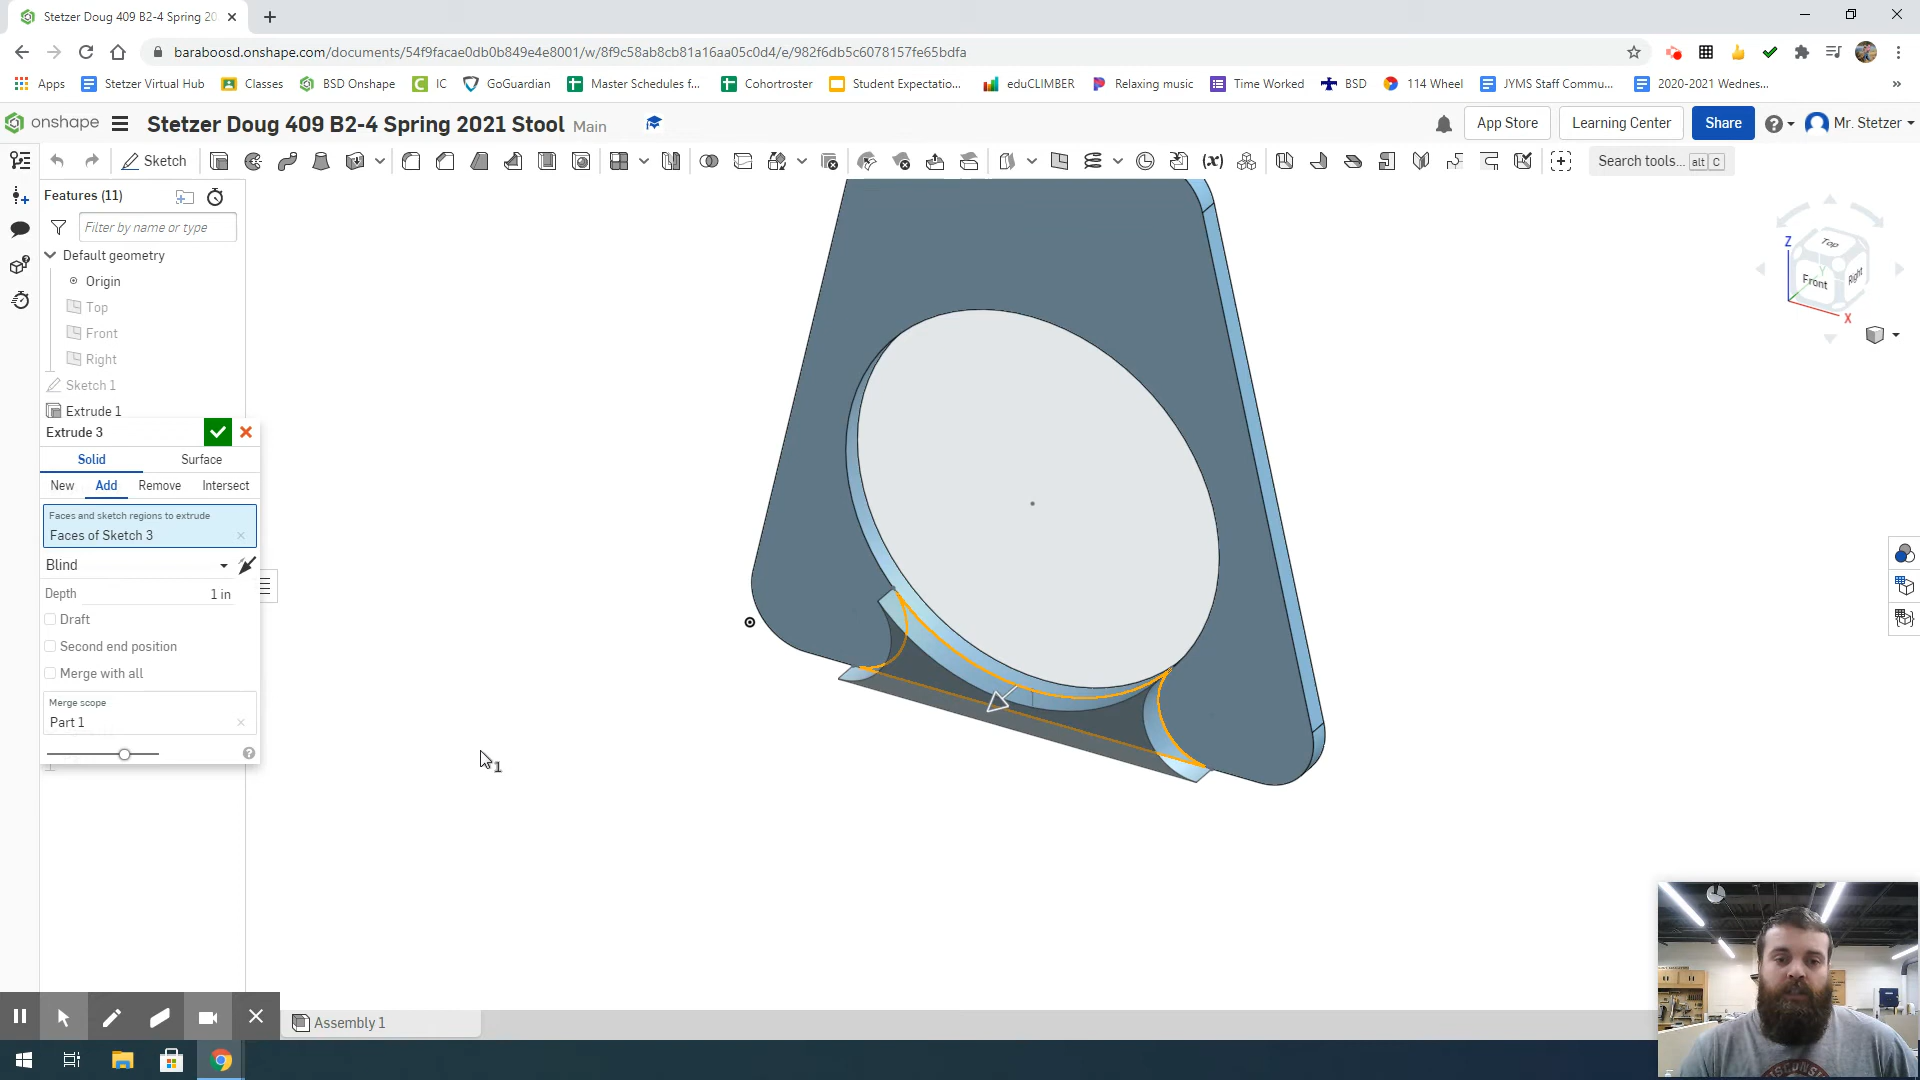 Stetzer Doug 409 B2-4 Spring 20
baraboosd.onshape.com/documents/54f9facae0db0b849e4e8001/w/8f9c58ab8cb81a16aa05c0d4/e/982f6db5c6078157fe65bdfa
Apps Stetzer Virtual Hub Classes BSD Onshape IC GoGuardian Master Schedules f... Cohortroster Student Expectatio... eduCLIMBER Relaxing music Time Worked BSD 114 Wheel JYMS Staff Commu... 2020-2021 Wednes... »
onshape Stetzer Doug 409 B2-4 Spring 2021 Stool Main App Store Learning Center Share Mr. Stetzer
Sketch (x) Search tools... alt C
Features (11)
Filter by name or type
Default geometry
Origin
Top
Front
Right
Sketch 1
Extrude 1
Extrude 3
Solid Surface
New Add Remove Intersect
Faces and sketch regions to extrude
Faces of Sketch 3
Blind
Depth 1 in
Draft
Second end position
Merge with all
Merge scope
Part 1
1
Z
Top
Y
Front
Right
X
Assembly 1